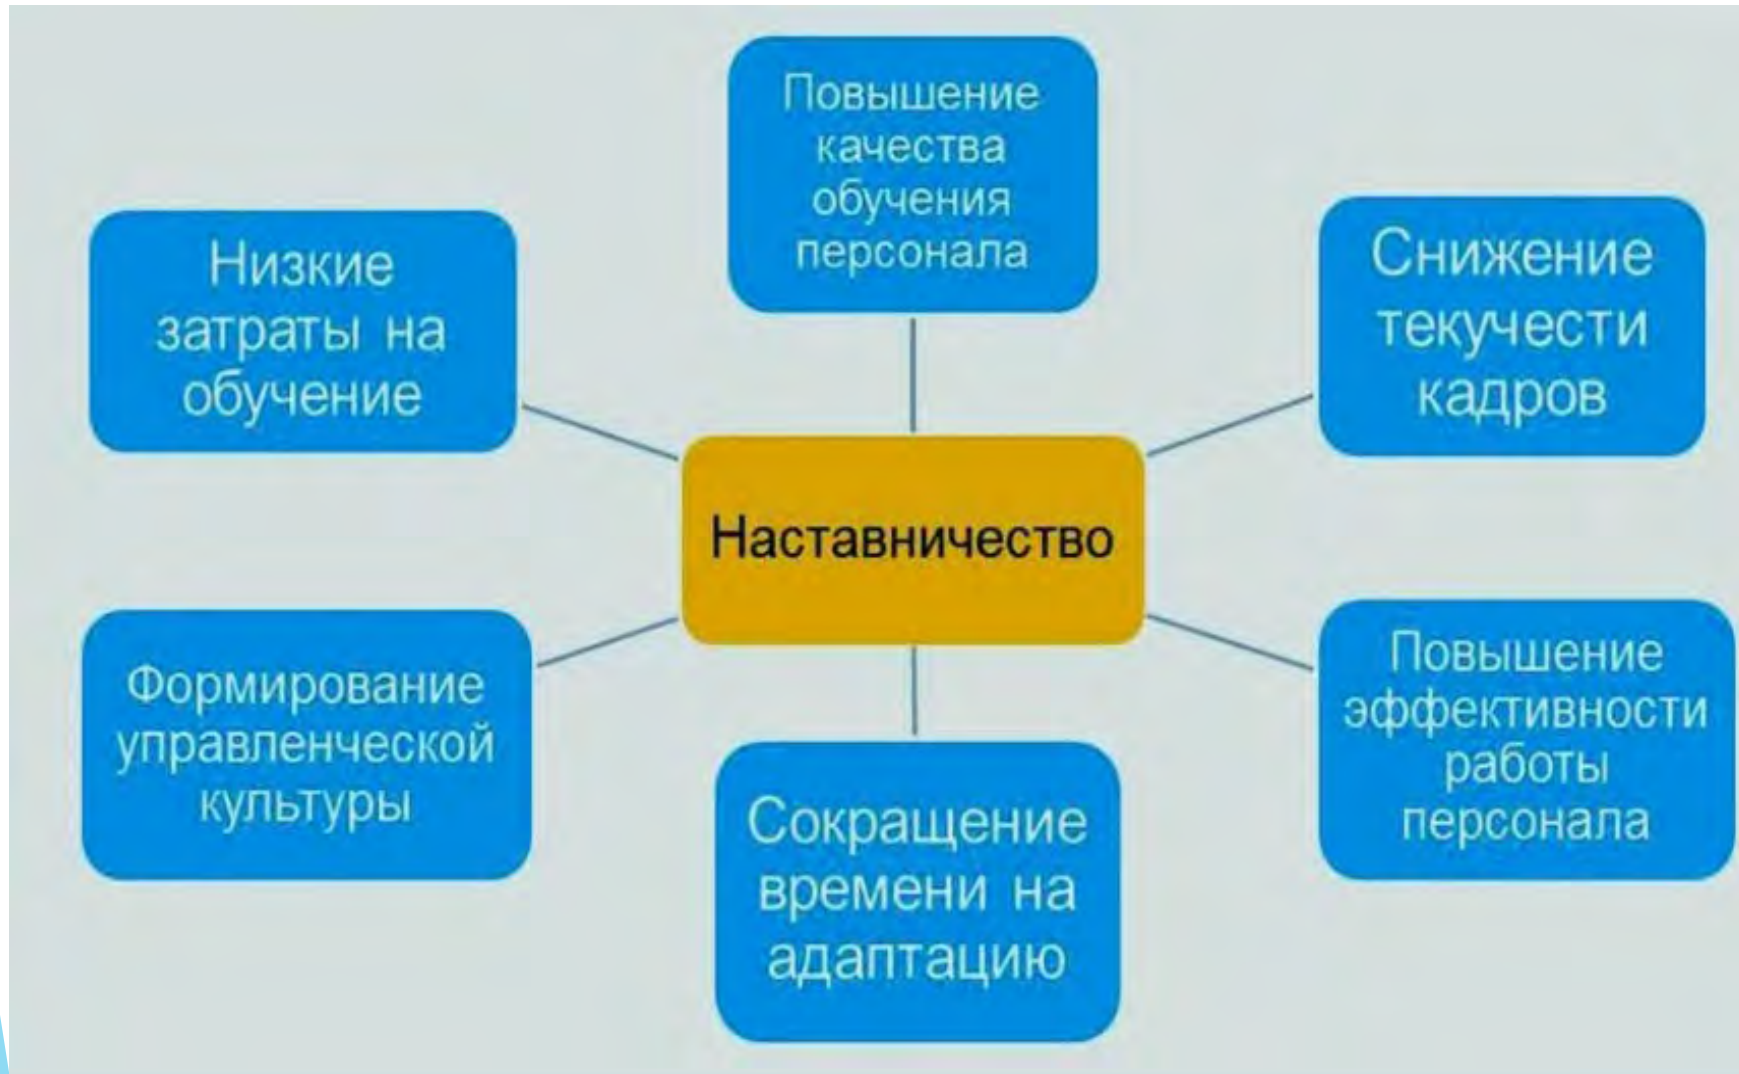 Повышение
качества
обучения
персонала
Низкие
затраты на
обучение
Снижение
текучести
кадров
Наставничество
Формирование
управленческой
культуры
Повышение
эффективности
работы
персонала
Сокращение
времени на
адаптацию